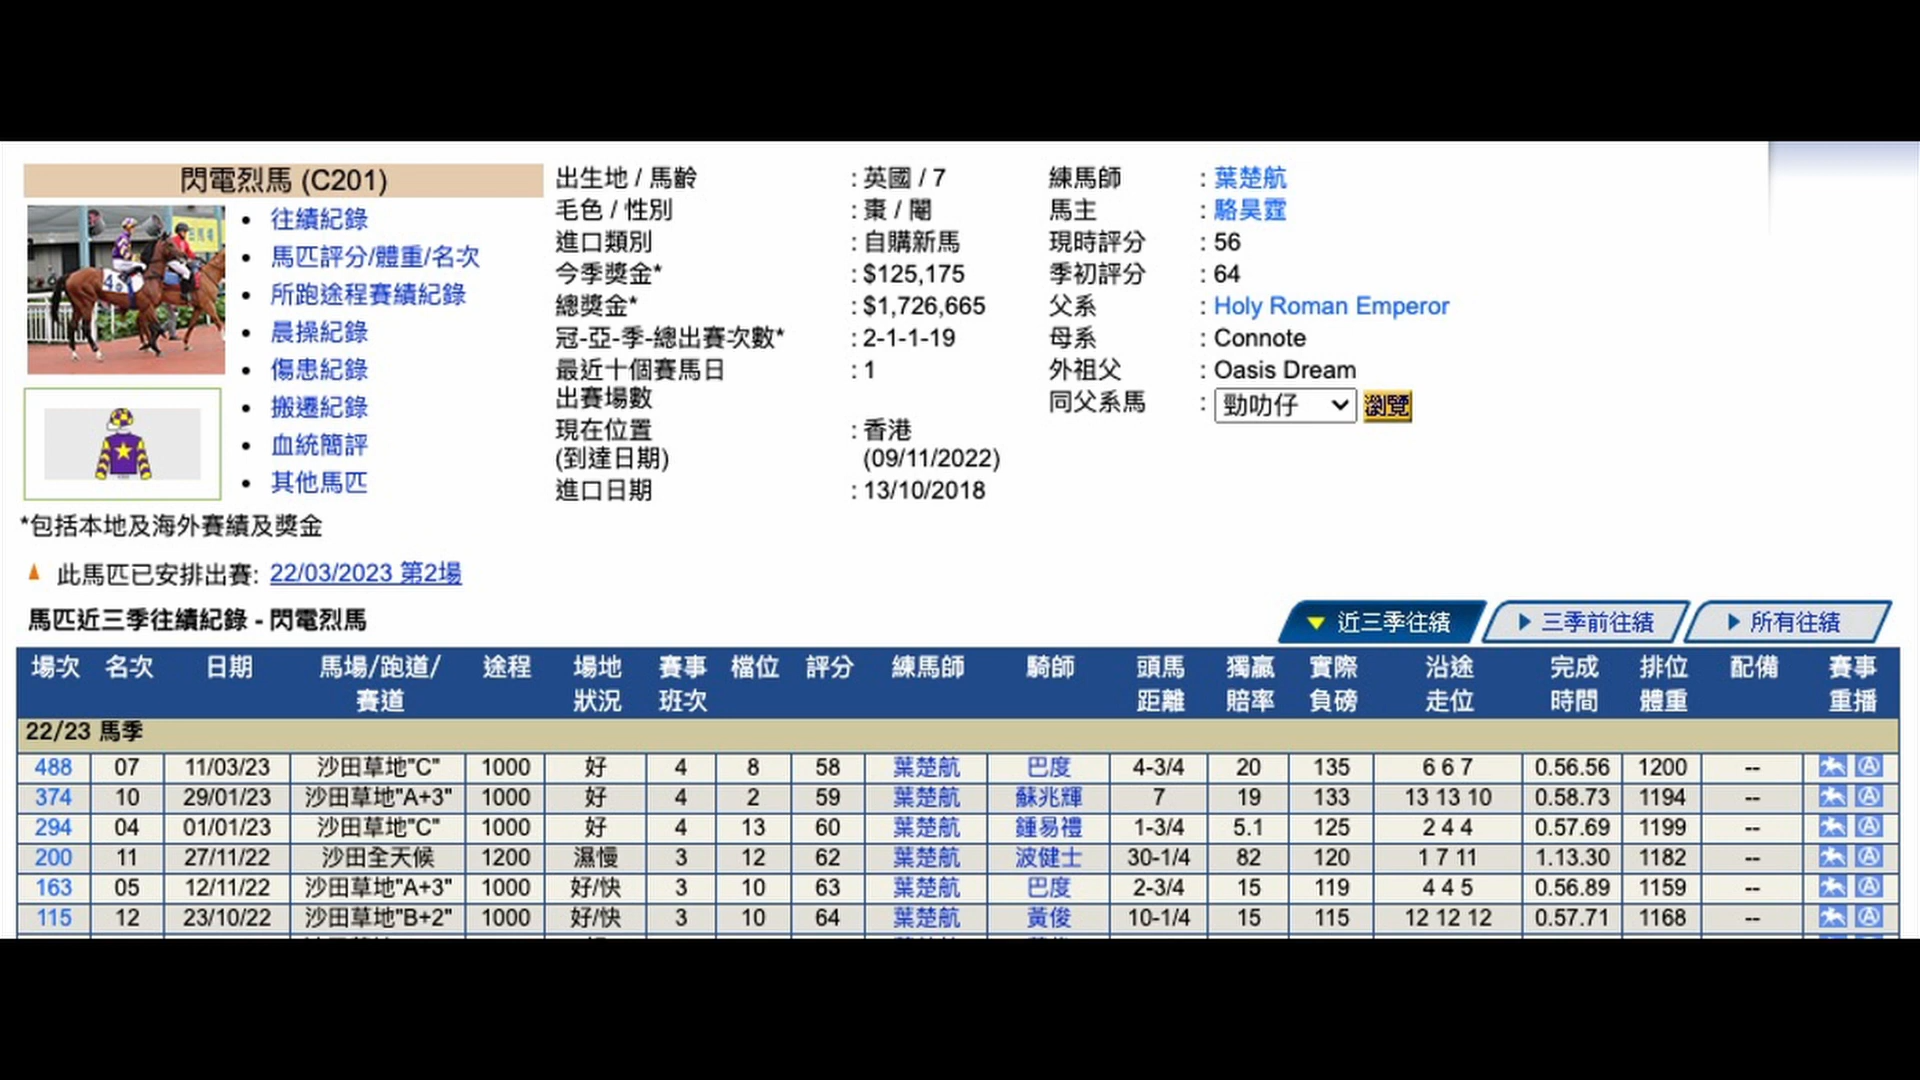 閃電烈馬 (C201)
往績紀錄
馬匹評分/體重/名次
所跑途程賽績紀錄
晨操紀錄
傷患紀錄
搬遷紀錄
血統簡評
其他馬匹
出生地 / 馬齡 : 英國 / 7
毛色 / 性別 : 棗 / 閹
進口類別 : 自購新馬
今季獎金* : $125,175
總獎金* : $1,726,665
冠-亞-季-總出賽次數* : 2-1-1-19
最近十個賽馬日 : 1
出賽場數
現在位置 : 香港
(到達日期) (09/11/2022)
進口日期 : 13/10/2018
練馬師 : 葉楚航
馬主 : 駱昊霆
現時評分 : 56
季初評分 : 64
父系 : Holy Roman Emperor
母系 : Connote
外祖父 : Oasis Dream
同父系馬 : 勁叻仔 瀏覽
*包括本地及海外賽績及獎金
此馬匹已安排出賽: 22/03/2023 第2場
馬匹近三季往績紀錄 - 閃電烈馬
近三季往績 三季前往績 所有往績
場次 名次 日期 馬場/跑道/ 途程 場地 賽事 檔位 評分 練馬師 騎師 頭馬 獨贏 實際 沿途 完成 排位 配備 賽事
賽道 狀況 班次 距離 賠率 負磅 走位 時間 體重 重播
22/23 馬季
488 07 11/03/23 沙田草地"C" 1000 好 4 8 58 葉楚航 巴度 4-3/4 20 135 6 6 7 0.56.56 1200 --
374 10 29/01/23 沙田草地"A+3" 1000 好 4 2 59 葉楚航 蘇兆輝 7 19 133 13 13 10 0.58.73 1194 --
294 04 01/01/23 沙田草地"C" 1000 好 4 13 60 葉楚航 鍾易禮 1-3/4 5.1 125 2 4 4 0.57.69 1199 --
200 11 27/11/22 沙田全天候 1200 濕慢 3 12 62 葉楚航 波健士 30-1/4 82 120 1 7 11 1.13.30 1182 --
163 05 12/11/22 沙田草地"A+3" 1000 好/快 3 10 63 葉楚航 巴度 2-3/4 15 119 4 4 5 0.56.89 1159 --
115 12 23/10/22 沙田草地"B+2" 1000 好/快 3 10 64 葉楚航 黃俊 10-1/4 15 115 12 12 12 0.57.71 1168 --